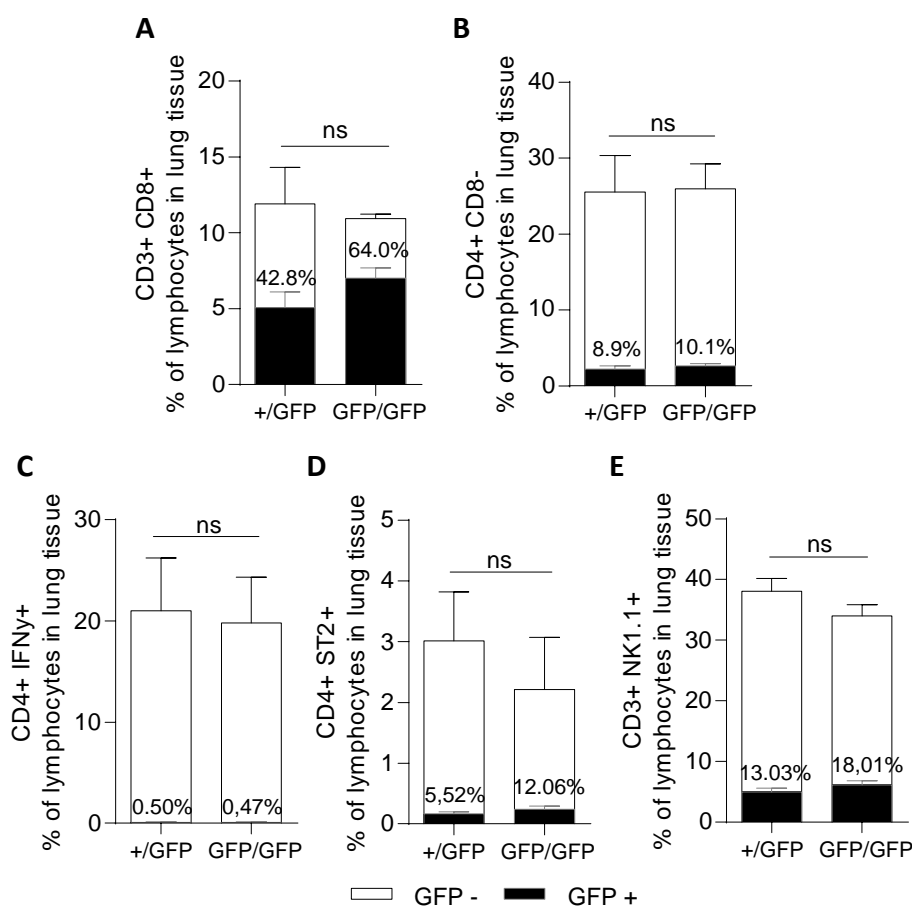 A
CD3+ CD8+
% of lymphocytes in lung tissue
20
15
10
5
0
ns
42.8%
64.0%
+/GFP
GFP/GFP
B
CD4+ CD8-
% of lymphocytes in lung tissue
40
30
20
10
0
ns
8.9%
10.1%
+/GFP
GFP/GFP
C
CD4+ IFNy+
% of lymphocytes in lung tissue
30
20
10
0
ns
0.50%
0,47%
+/GFP
GFP/GFP
D
CD4+ ST2+
% of lymphocytes in lung tissue
5
4
3
2
1
0
ns
5,52%
12.06%
+/GFP
GFP/GFP
E
CD3+ NK1.1+
% of lymphocytes in lung tissue
50
40
30
20
10
0
ns
13.03%
18,01%
+/GFP
GFP/GFP
GFP -
GFP +